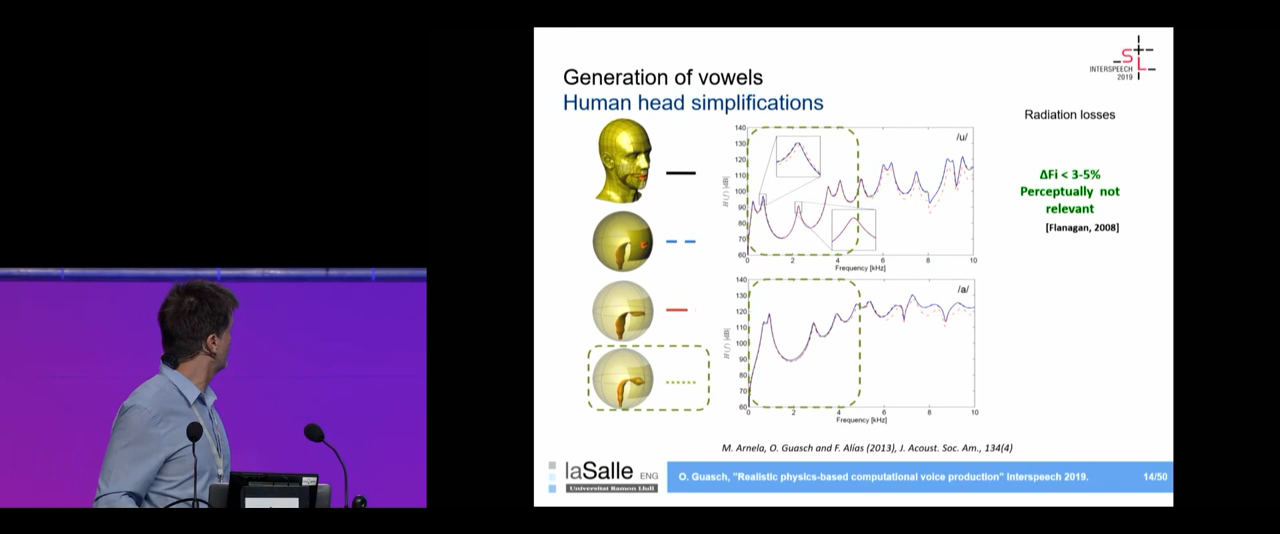 Generation of vowels
Human head simplifications
S+
L
INTERSPEECH
2019
Radiation losses
ΔFi < 3-5%
Perceptually not
relevant
[Flanagan, 2008]
/u/
140
130
120
110
100
90
80
70
60
H(f) [dB]
0 2 4 6 8 10
Frequency [kHz]
/a/
140
130
120
110
100
90
80
70
60
H(f) [dB]
0 2 4 6 8 10
Frequency [kHz]
M. Arnela, O. Guasch and F. Alías (2013), J. Acoust. Soc. Am., 134(4)
laSalle ENG
Universitat Ramon Llull
O. Guasch, "Realistic physics-based computational voice production" Interspeech 2019.
14/50